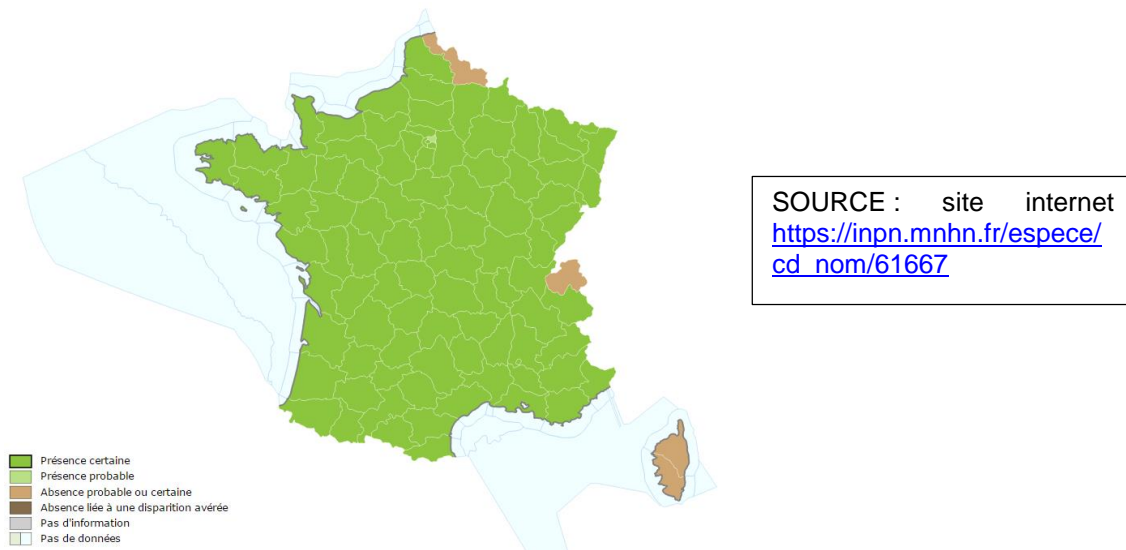 SOURCE : site internet
https://inpn.mnhn.fr/espece/
cd_nom/61667
Présence certaine
Présence probable
Absence probable ou certaine
Absence liée à une disparition avérée
Pas d'information
Pas de données